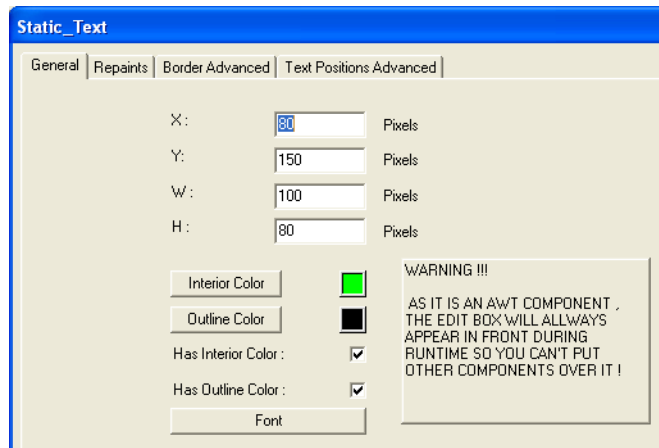 Static_Text
General Repaints Border Advanced Text Positions Advanced
X : 80 Pixels
Y: 150 Pixels
W : 100 Pixels
H : 80 Pixels
Interior Color
Outline Color
Has Interior Color :
Has Outline Color :
Font
WARNING !!!
AS IT IS AN AWT COMPONENT ,
THE EDIT BOX WILL ALLWAYS
APPEAR IN FRONT DURING
RUNTIME SO YOU CAN'T PUT
OTHER COMPONENTS OVER IT !